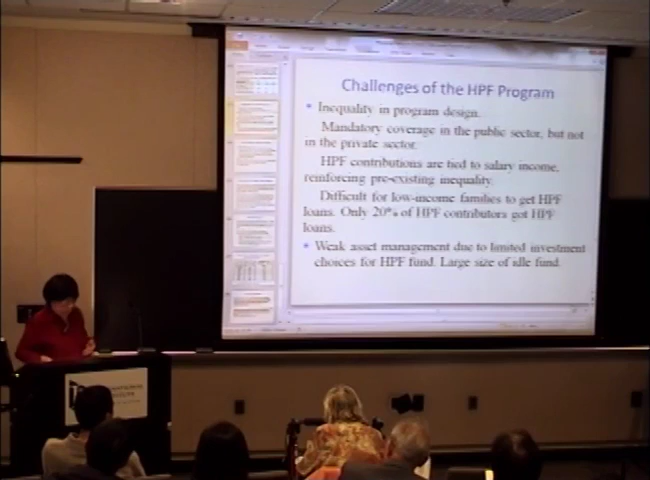 Challenges of the HPF Program
• Inequality in program design.
Mandatory coverage in the public sector, but not
in the private sector.
HPF contributions are tied to salary income,
reinforcing pre-existing inequality.
Difficult for low-income families to get HPF
loans. Only 20% of HPF contributors got HPF
loans.
• Weak asset management due to limited investment
choices for HPF fund. Large size of idle fund.